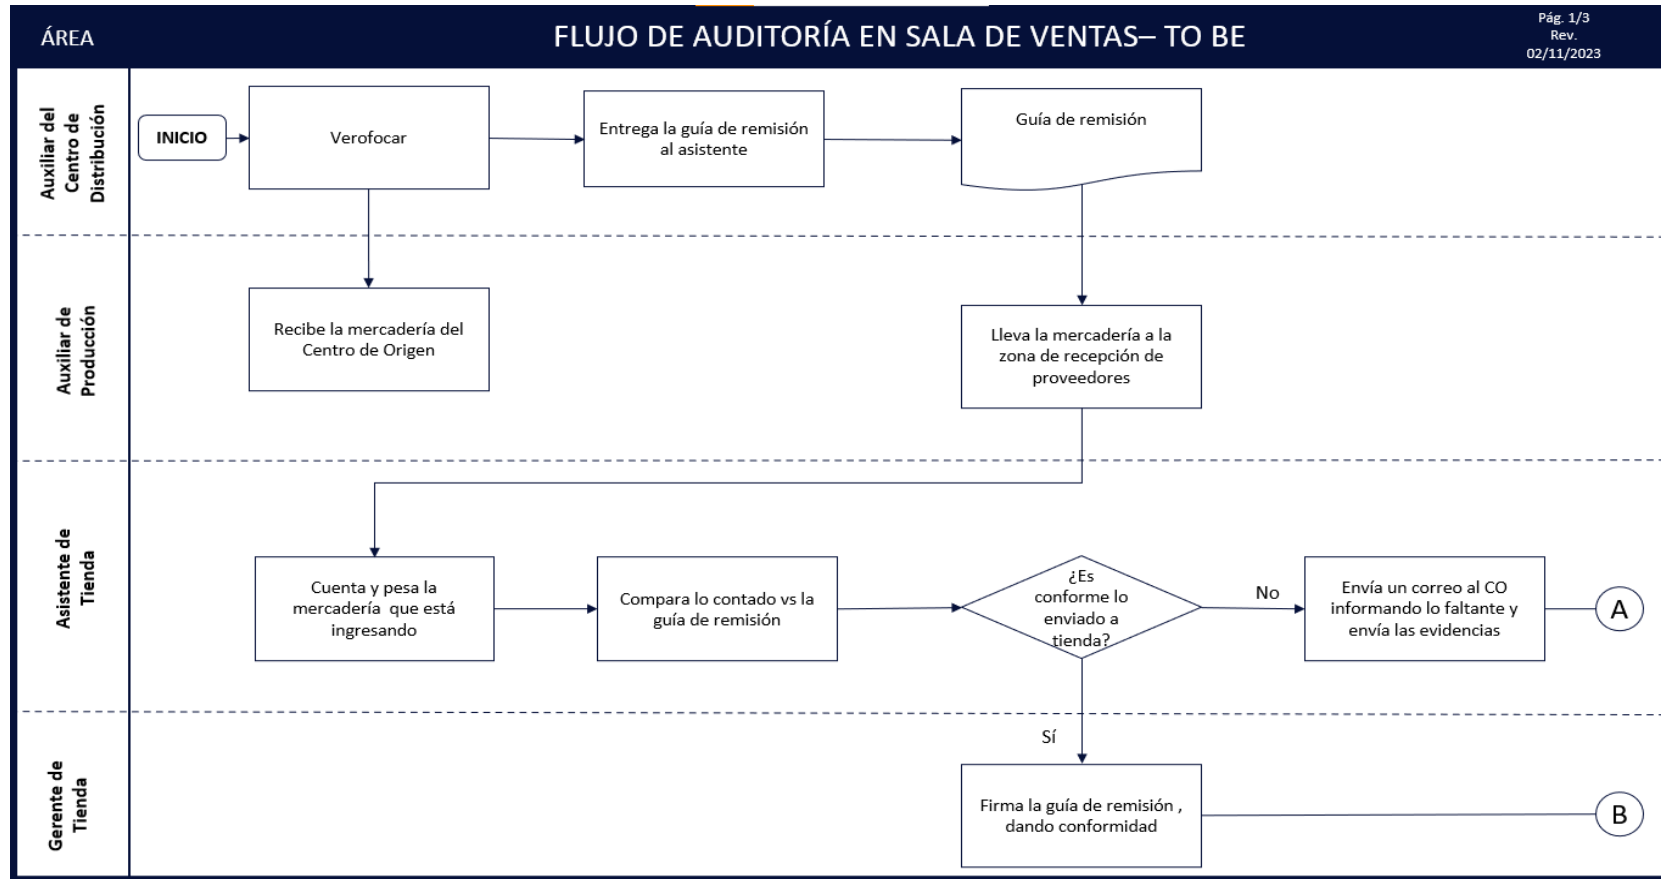 ÁREA
FLUJO DE AUDITORÍA EN SALA DE VENTAS– TO BE
Pág. 1/3
Rev.
02/11/2023
Auxiliar del
Centro de
Distribución
INICIO
Verofocar
Entrega la guía de remisión
al asistente
Guía de remisión
Auxiliar de
Producción
Recibe la mercadería del
Centro de Origen
Lleva la mercadería a la
zona de recepción de
proveedores
Asistente de
Tienda
Cuenta y pesa la
mercadería que está
ingresando
Compara lo contado vs la
guía de remisión
¿Es
conforme lo
enviado a
tienda?
No
Envía un correo al CO
informando lo faltante y
envía las evidencias
A
Gerente de
Tienda
Sí
Firma la guía de remisión ,
dando conformidad
B